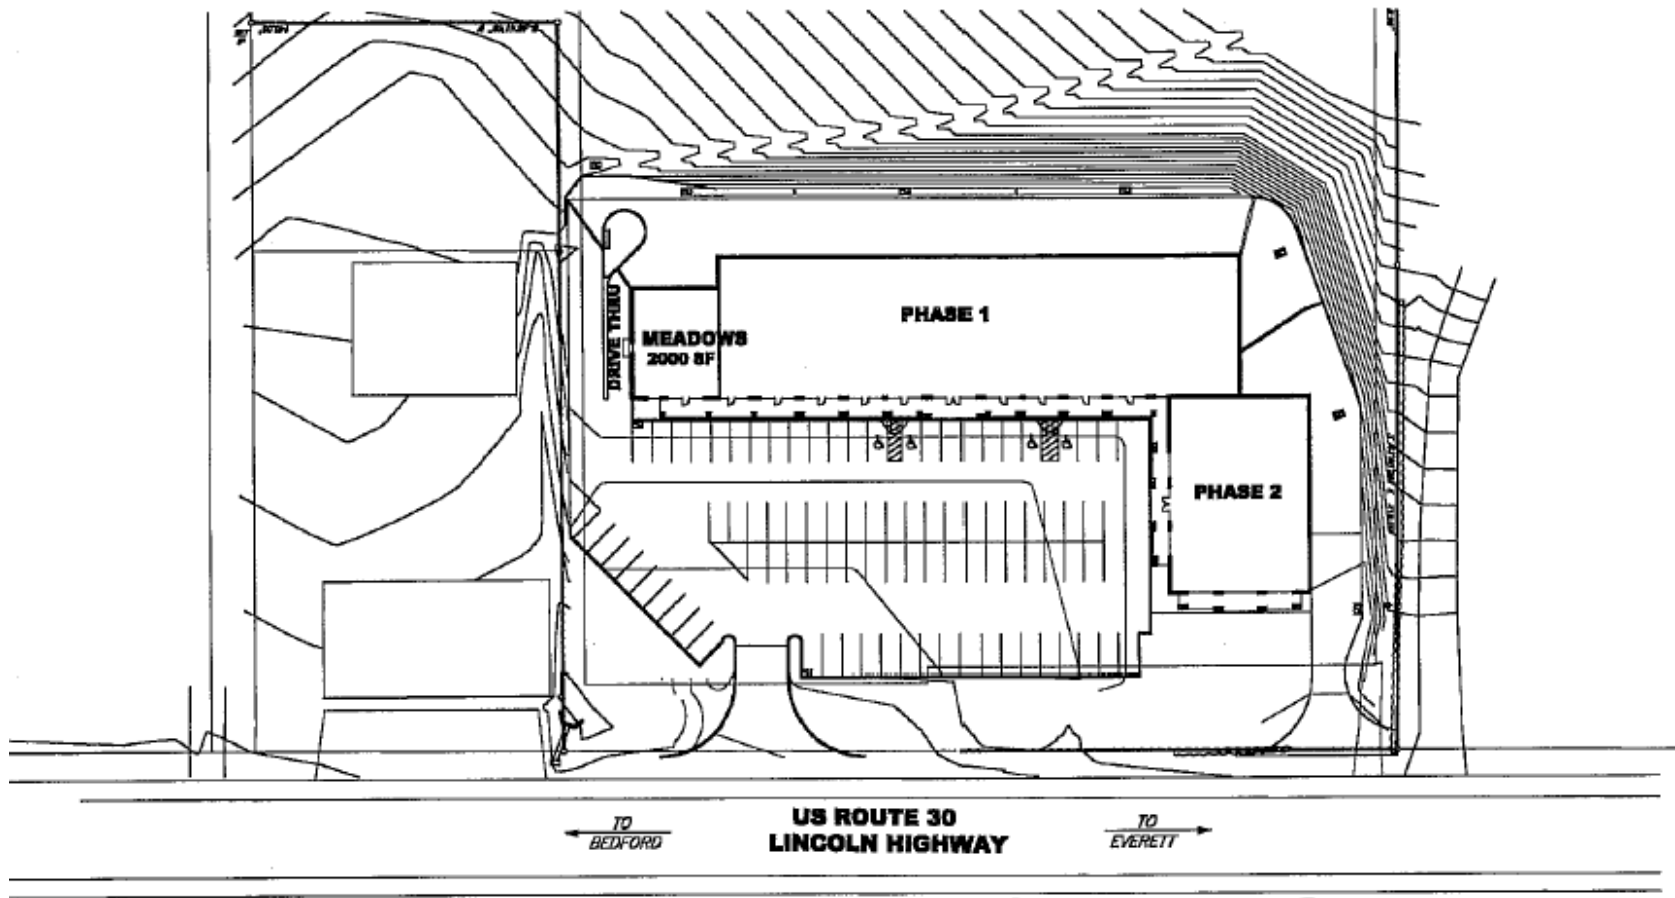 PHASE 1
DRIVE THRU
MEADOWS
2000 SF
PHASE 2
US ROUTE 30
LINCOLN HIGHWAY
TO
BEDFORD
TO
EVERETT